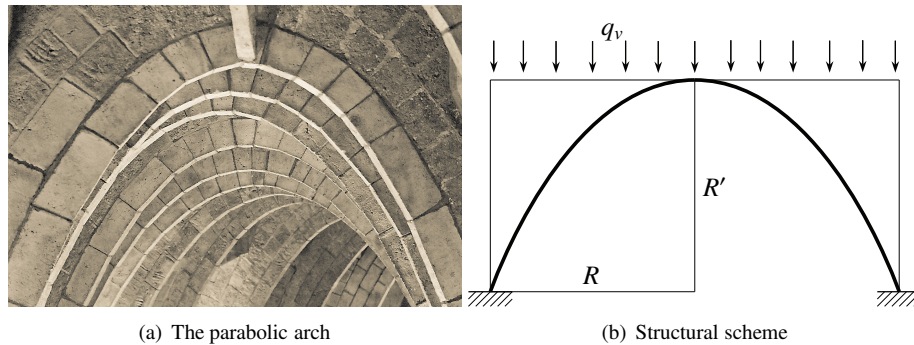 q_v
R'
R
(a) The parabolic arch
(b) Structural scheme